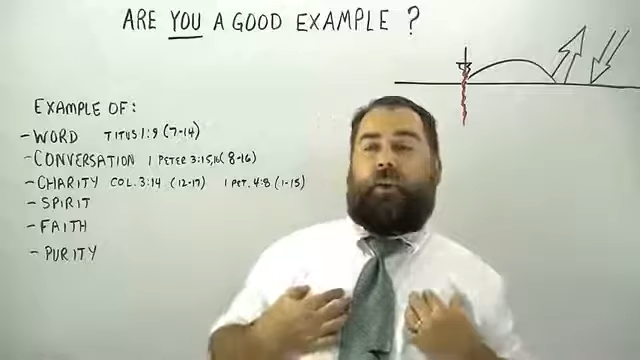 ARE YOU A GOOD EXAMPLE ?
EXAMPLE OF:
- WORD TITUS 1:9 (7-14)
- CONVERSATION 1 PETER 3:15,16 (8-16)
- CHARITY COL. 3:14 (12-17) 1 PET. 4:8 (1-15)
- SPIRIT
- FAITH
- PURITY